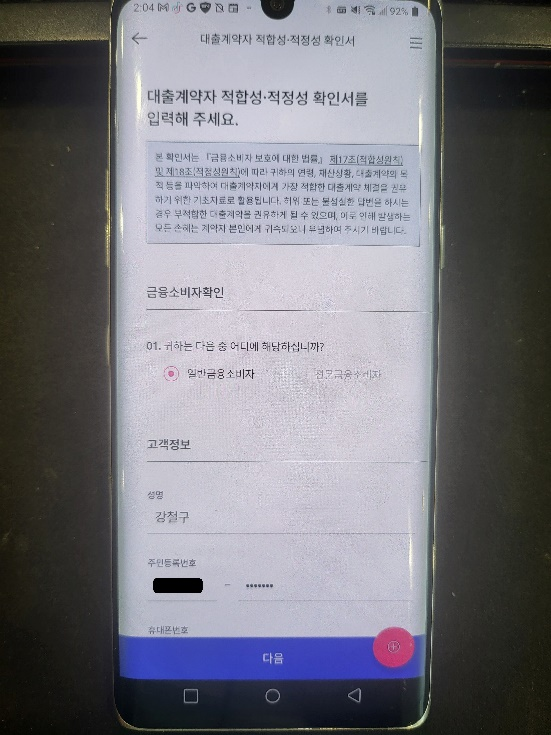 2:04
92%
대출계약자 적합성·적정성 확인서
대출계약자 적합성·적정성 확인서를
입력해 주세요.
본 확인서는 『금융소비자 보호에 대한 법률』 제17조(적합성원칙)
및 제18조(적정성원칙)에 따라 귀하의 연령, 재산상황, 대출계약의 목
적 등을 파악하여 대출계약자에게 가장 적합한 대출계약 체결을 권유
하기 위한 기초자료로 활용됩니다. 허위 또는 불성실한 답변을 하시는
경우 부적합한 대출계약을 권유하게 될 수 있으며, 이로 인해 발생하는
모든 손해는 계약자 본인에게 귀속되오니 유념하여 주시기 바랍니다.
금융소비자확인
01. 귀하는 다음 중 어디에 해당하십니까?
일반금융소비자 전문금융소비자
고객정보
성명
강철구
주민등록번호
- •••••••
휴대폰번호
다음